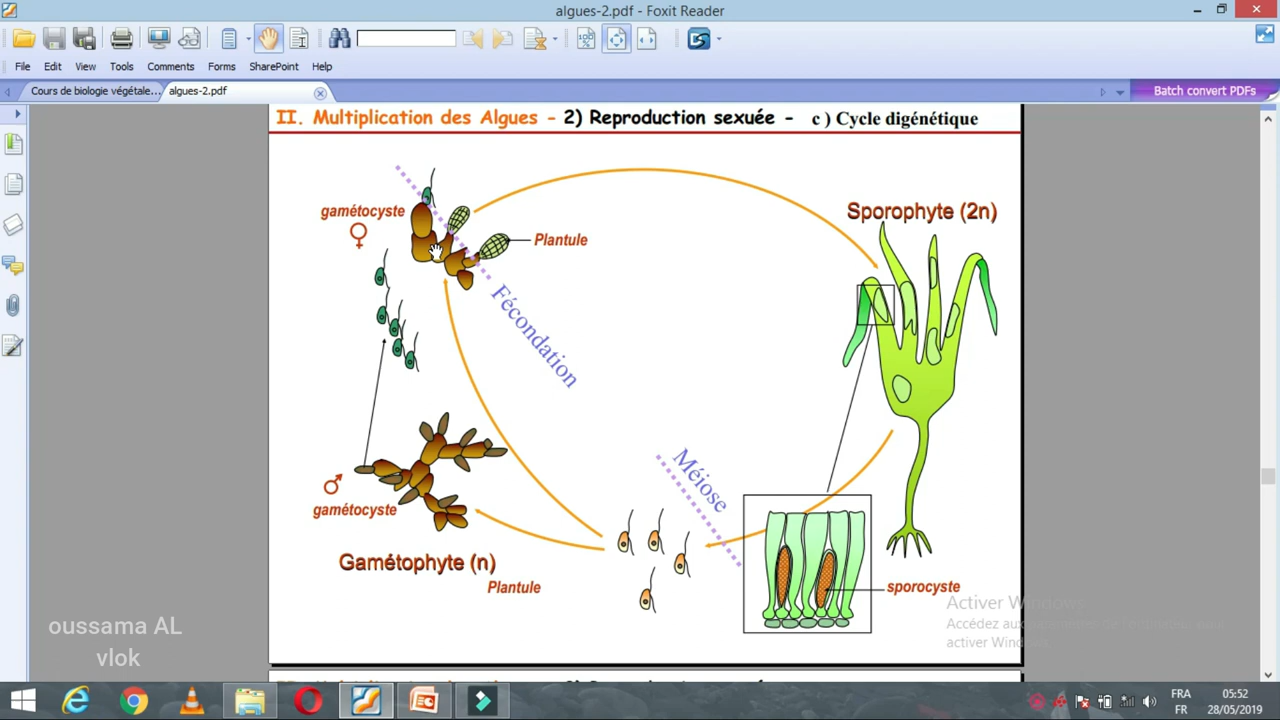 algues-2.pdf - Foxit Reader
File Edit View Tools Comments Forms SharePoint Help
Cours de biologie végétale... algues-2.pdf Batch convert PDFs
II. Multiplication des Algues - 2) Reproduction sexuée - c ) Cycle digénétique
gamétocyste
♀
Plantule
Sporophyte (2n)
Fécondation
Méiose
♂
gamétocyste
Gamétophyte (n)
Plantule
sporocyste
Activer Windows
activer Windows
oussama AL
vlok
FRA 05:52
FR 28/05/2019